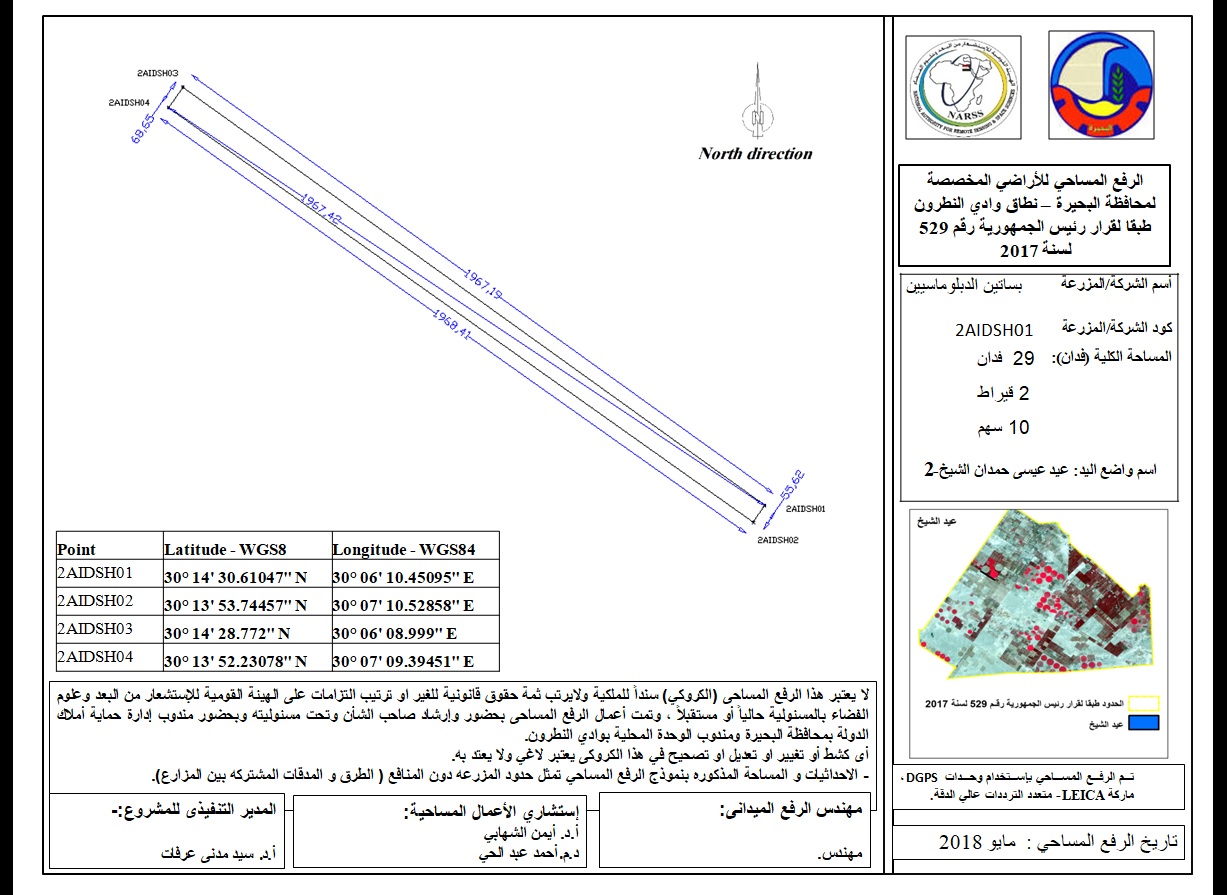 2AIDSH03
2AIDSH04
68,65
1967,42
1967,19
1968,41
55,62
2AIDSH01
2AIDSH02
N
North direction
NARSS
NATIONAL AUTHORITY FOR REMOTE SENSING & SPACE SCIENCES
البحيرة
الرفع المساحي للأراضي المخصصة
لمحافظة البحيرة – نطاق وادي النطرون
طبقا لقرار رئيس الجمهورية رقم 529
لسنة 2017
أسم الشركة/المزرعة بساتين الدبلوماسيين
كود الشركة/المزرعة 2AIDSH01
المساحة الكلية (فدان): 29 فدان
2 قيراط
10 سهم
اسم واضع اليد: عيد عيسى حمدان الشيخ-2
عيد الشيخ
الحدود طبقا لقرار رئيس الجمهورية رقم 529 لسنة 2017
عيد الشيخ
Point Latitude - WGS8 Longitude - WGS84
2AIDSH01 30° 14' 30.61047" N 30° 06' 10.45095" E
2AIDSH02 30° 13' 53.74457" N 30° 07' 10.52858" E
2AIDSH03 30° 14' 28.772" N 30° 06' 08.999" E
2AIDSH04 30° 13' 52.23078" N 30° 07' 09.39451" E
لا يعتبر هذا الرفع المساحى (الكروكي) سنداً للملكية ولايرتب ثمة حقوق قانونية للغير او ترتيب التزامات على الهيئة القومية للإستشعار من البعد وعلوم
الفضاء بالمسئولية حالياً أو مستقبلاً ، وتمت أعمال الرفع المساحى بحضور وإرشاد صاحب الشأن وتحت مسئوليته وبحضور مندوب إدارة حماية أملاك
الدولة بمحافظة البحيرة ومندوب الوحدة المحلية بوادي النطرون.
أى كشط أو تغيير او تعديل او تصحيح في هذا الكروكى يعتبر لاغي ولا يعتد به.
- الاحداثيات و المساحة المذكوره بنموذج الرفع المساحي تمثل حدود المزرعه دون المنافع ( الطرق و المدقات المشتركه بين المزارع).
تـم الرفـع المســاحي بإسـتخدام وحـدات DGPS ،
ماركة LEICA- متعدد الترددات عالي الدقة.
مهندس الرفع الميدانى:
مهندس.
إستشاري الأعمال المساحية:
أ.د. أيمن الشهابي
د.م.أحمد عبد الحي
المدير التنفيذى للمشروع:-
أ.د. سيد مدنى عرفات
تاريخ الرفع المساحي : مايو 2018